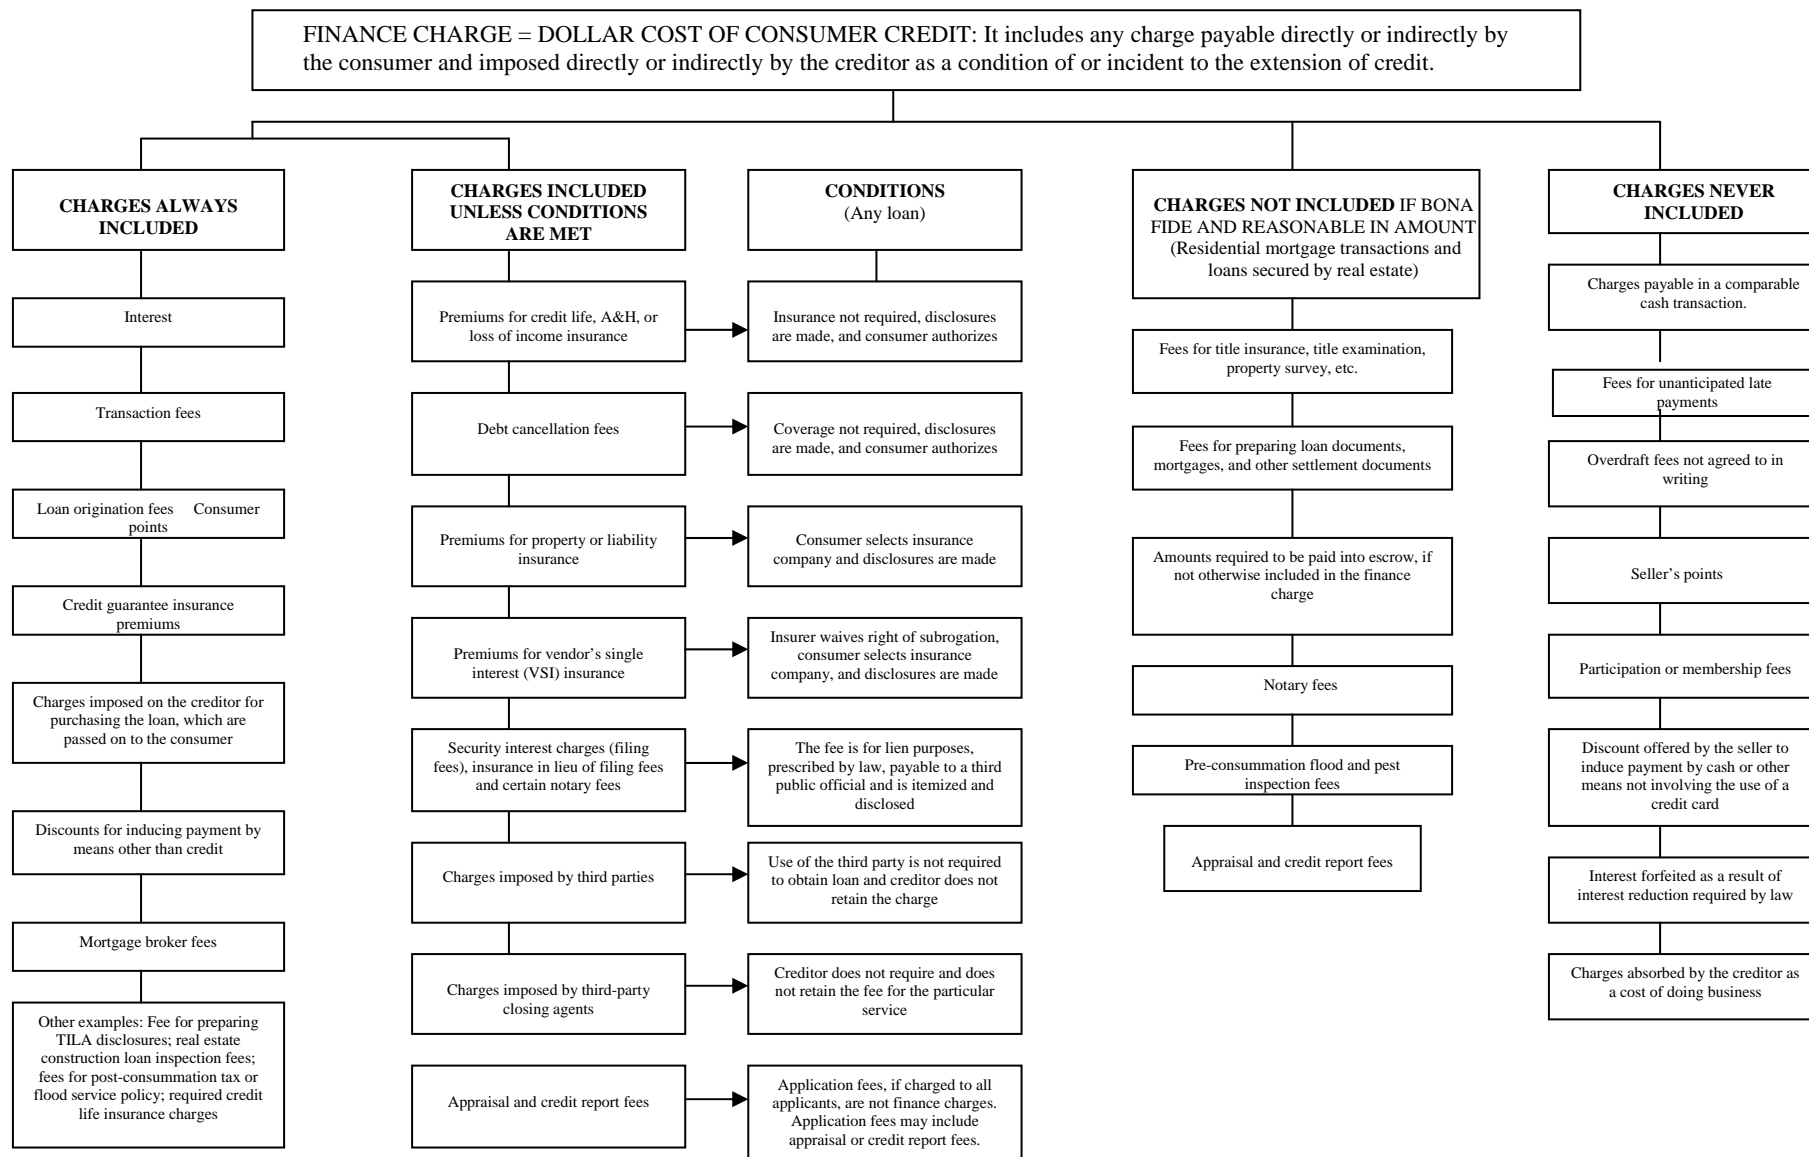 FINANCE CHARGE = DOLLAR COST OF CONSUMER CREDIT: It includes any charge payable directly or indirectly by
the consumer and imposed directly or indirectly by the creditor as a condition of or incident to the extension of credit.
CHARGES ALWAYS
INCLUDED
Interest
Transaction fees
Loan origination fees Consumer
points
Credit guarantee insurance
premiums
Charges imposed on the creditor for
purchasing the loan, which are
passed on to the consumer
Discounts for inducing payment by
means other than credit
Mortgage broker fees
Other examples: Fee for preparing
TILA disclosures; real estate
construction loan inspection fees;
fees for post-consummation tax or
flood service policy; required credit
life insurance charges
CHARGES INCLUDED
UNLESS CONDITIONS
ARE MET
CONDITIONS
(Any loan)
Premiums for credit life, A&H, or
loss of income insurance
Insurance not required, disclosures
are made, and consumer authorizes
Debt cancellation fees
Coverage not required, disclosures
are made, and consumer authorizes
Premiums for property or liability
insurance
Consumer selects insurance
company and disclosures are made
Premiums for vendor's single
interest (VSI) insurance
Insurer waives right of subrogation,
consumer selects insurance
company, and disclosures are made
Security interest charges (filing
fees), insurance in lieu of filing fees
and certain notary fees
The fee is for lien purposes,
prescribed by law, payable to a third
public official and is itemized and
disclosed
Charges imposed by third parties
Use of the third party is not required
to obtain loan and creditor does not
retain the charge
Charges imposed by third-party
closing agents
Creditor does not require and does
not retain the fee for the particular
service
Appraisal and credit report fees
Application fees, if charged to all
applicants, are not finance charges.
Application fees may include
appraisal or credit report fees.
CHARGES NOT INCLUDED IF BONA
FIDE AND REASONABLE IN AMOUNT
(Residential mortgage transactions and
loans secured by real estate)
Fees for title insurance, title examination,
property survey, etc.
Fees for preparing loan documents,
mortgages, and other settlement documents
Amounts required to be paid into escrow, if
not otherwise included in the finance
charge
Notary fees
Pre-consummation flood and pest
inspection fees
Appraisal and credit report fees
CHARGES NEVER
INCLUDED
Charges payable in a comparable
cash transaction.
Fees for unanticipated late
payments
Overdraft fees not agreed to in
writing
Seller's points
Participation or membership fees
Discount offered by the seller to
induce payment by cash or other
means not involving the use of a
credit card
Interest forfeited as a result of
interest reduction required by law
Charges absorbed by the creditor as
a cost of doing business